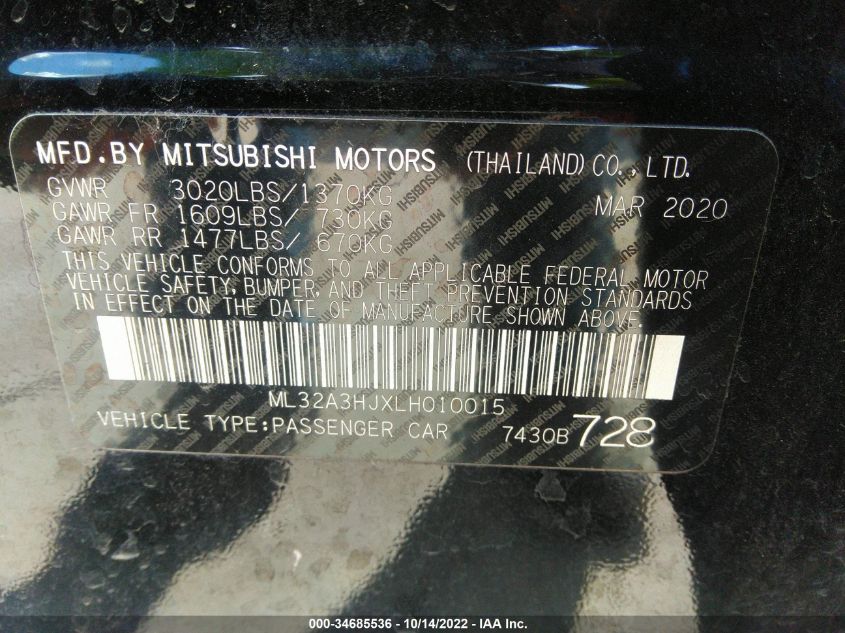 MFD.BY MITSUBISHI MOTORS (THAILAND) CO., LTD.
GVWR 3020LBS/1370KG MAR 2020
GAWR FR 1609LBS/ 730KG
GAWR RR 1477LBS/ 670KG
THIS VEHICLE CONFORMS TO ALL APPLICABLE FEDERAL MOTOR
VEHICLE SAFETY, BUMPER, AND THEFT PREVENTION STANDARDS
IN EFFECT ON THE DATE OF MANUFACTURE SHOWN ABOVE.
ML32A3HJXLH010015
VEHICLE TYPE:PASSENGER CAR 7430B 728
000-34685536 - 10/14/2022 - IAA Inc.